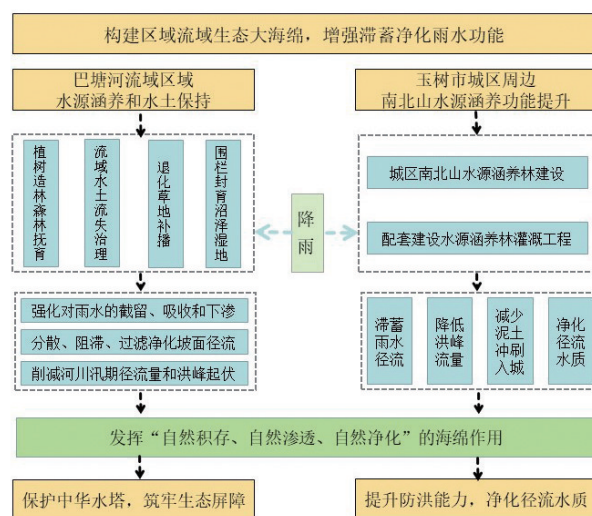 构建区域流域生态大海绵，增强滞蓄净化雨水功能
巴塘河流域区域
水源涵养和水土保持
玉树市城区周边
南北山水源涵养功能提升
植树造林森林抚育
流域水土流失治理
退化草地补播
围栏封育沼泽湿地
降雨
城区南北山水源涵养林建设
配套建设水源涵养林灌溉工程
强化对雨水的截留、吸收和下渗
分散、阻滞、过滤净化坡面径流
削减河川汛期径流量和洪峰起伏
滞蓄
雨水
径流
降低
洪峰
流量
减少
泥土
冲刷
入城
净化
径流
水质
发挥“自然积存、自然渗透、自然净化”的海绵作用
保护中华水塔，筑牢生态屏障
提升防洪能力，净化径流水质